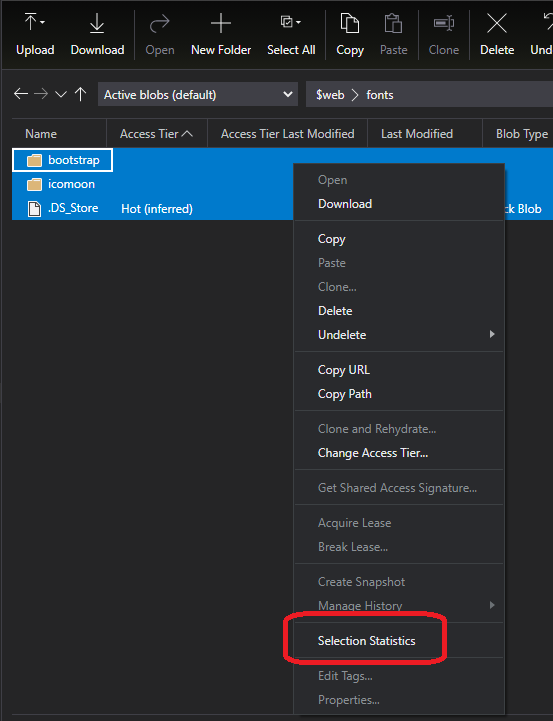 Upload Download Open New Folder Select All Copy Paste Clone Delete Und
Active blobs (default) $web > fonts
Name Access Tier Access Tier Last Modified Last Modified Blob Type
bootstrap
icomoon
.DS_Store Hot (inferred) ck Blob
Open
Download
Copy
Paste
Clone...
Delete
Undelete
Copy URL
Copy Path
Clone and Rehydrate...
Change Access Tier...
Get Shared Access Signature...
Acquire Lease
Break Lease...
Create Snapshot
Manage History
Selection Statistics
Edit Tags...
Properties...